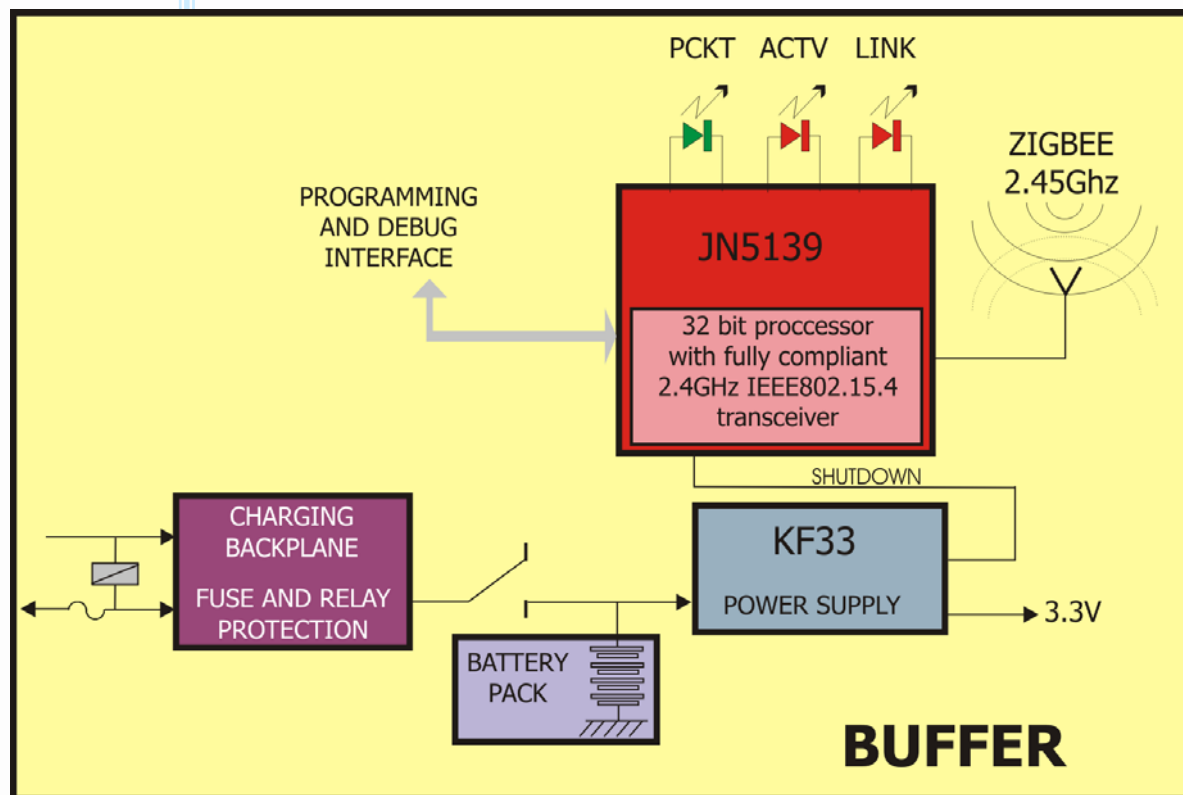 PCKT ACTV LINK
ZIGBEE
2.45Ghz
PROGRAMMING
AND DEBUG
INTERFACE
JN5139
32 bit proccessor
with fully compliant
2.4GHz IEEE802.15.4
transceiver
SHUTDOWN
CHARGING
BACKPLANE
FUSE AND RELAY
PROTECTION
KF33
POWER SUPPLY
3.3V
BATTERY
PACK
BUFFER